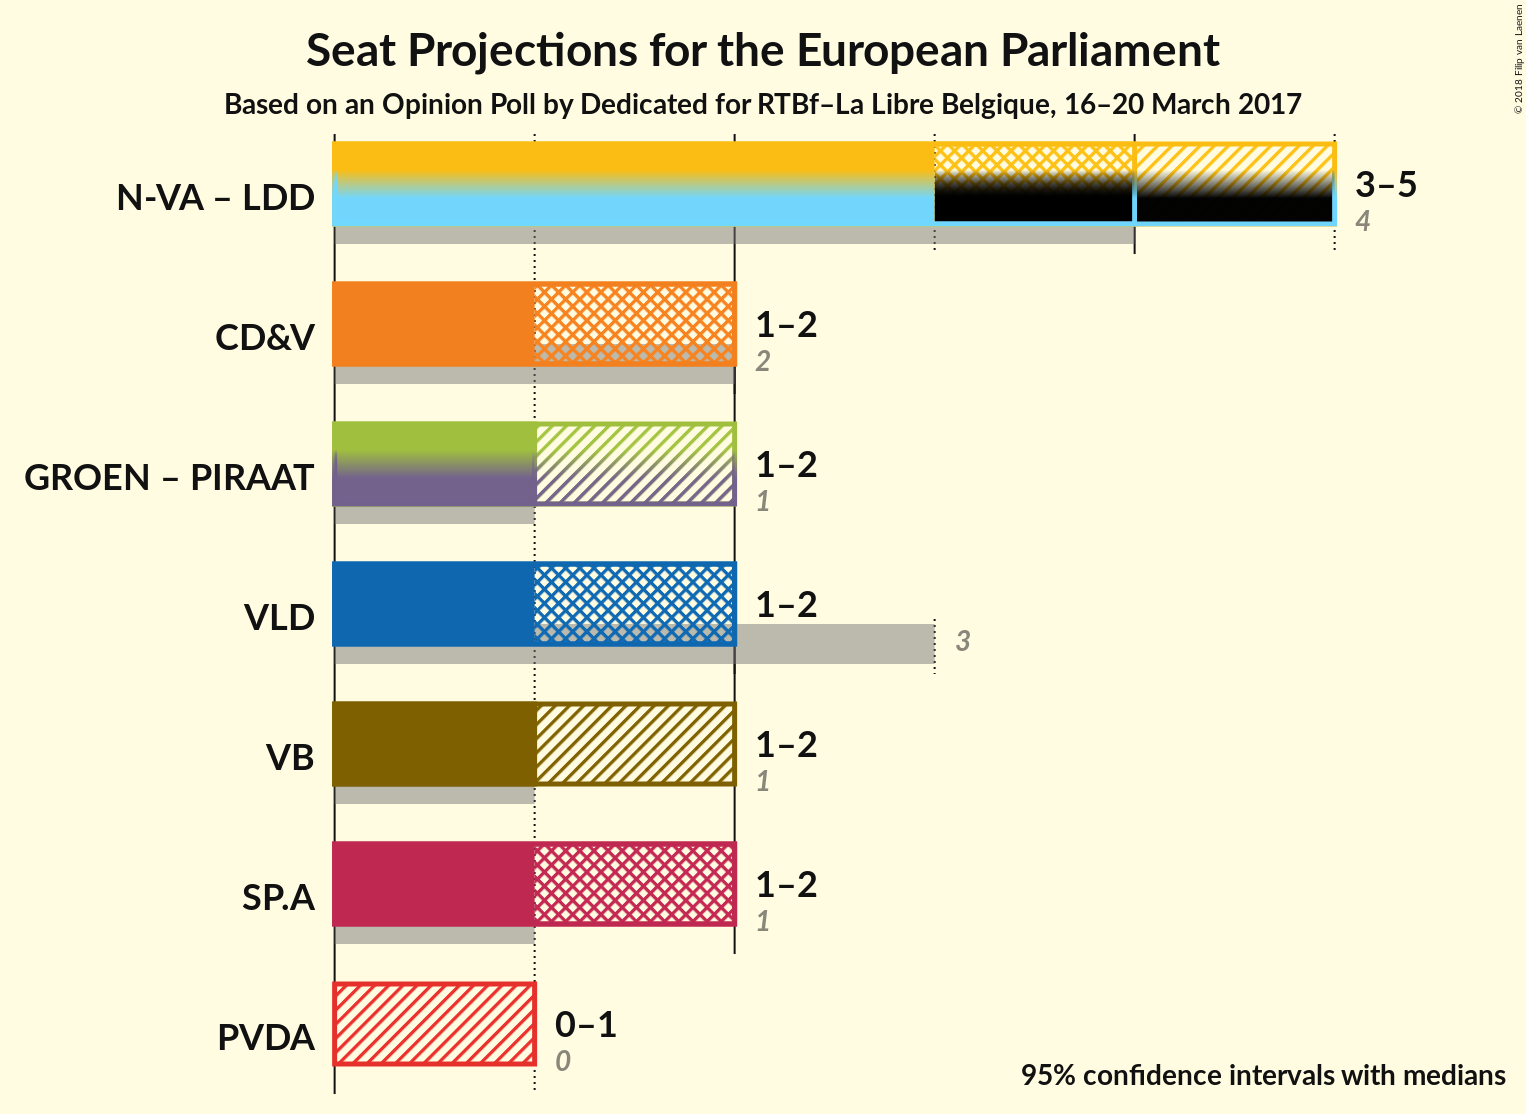 Seat Projections for the European Parliament
Based on an Opinion Poll by Dedicated for RTBf–La Libre Belgique, 16–20 March 2017
© 2018 Filip van Laenen
N-VA – LDD
3–5
4
CD&V
1–2
2
GROEN – PIRAAT
1–2
1
VLD
1–2
3
VB
1–2
1
SP.A
1–2
1
PVDA
0–1
0
95% confidence intervals with medians